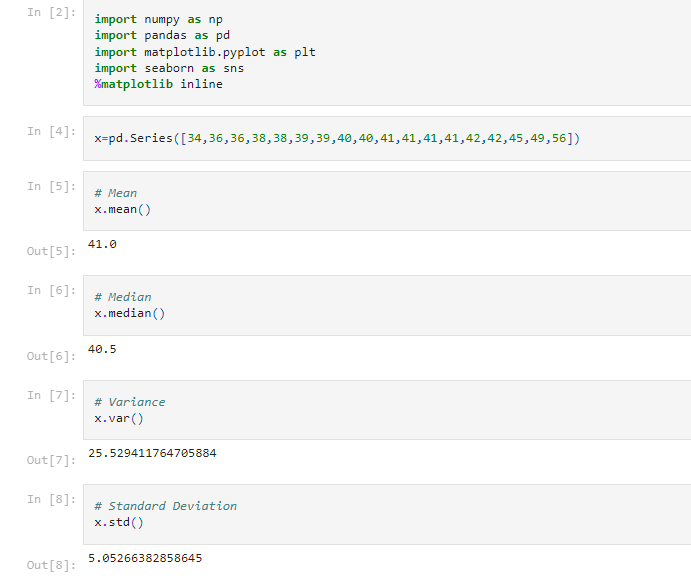 In [2]:
import numpy as np
import pandas as pd
import matplotlib.pyplot as plt
import seaborn as sns
%matplotlib inline
In [4]:
x=pd.Series([34,36,36,38,38,39,39,40,40,41,41,41,41,42,42,45,49,56])
In [5]:
# Mean
x.mean()
Out[5]:
41.0
In [6]:
# Median
x.median()
Out[6]:
40.5
In [7]:
# Variance
x.var()
Out[7]:
25.529411764705884
In [8]:
# Standard Deviation
x.std()
Out[8]:
5.05266382858645